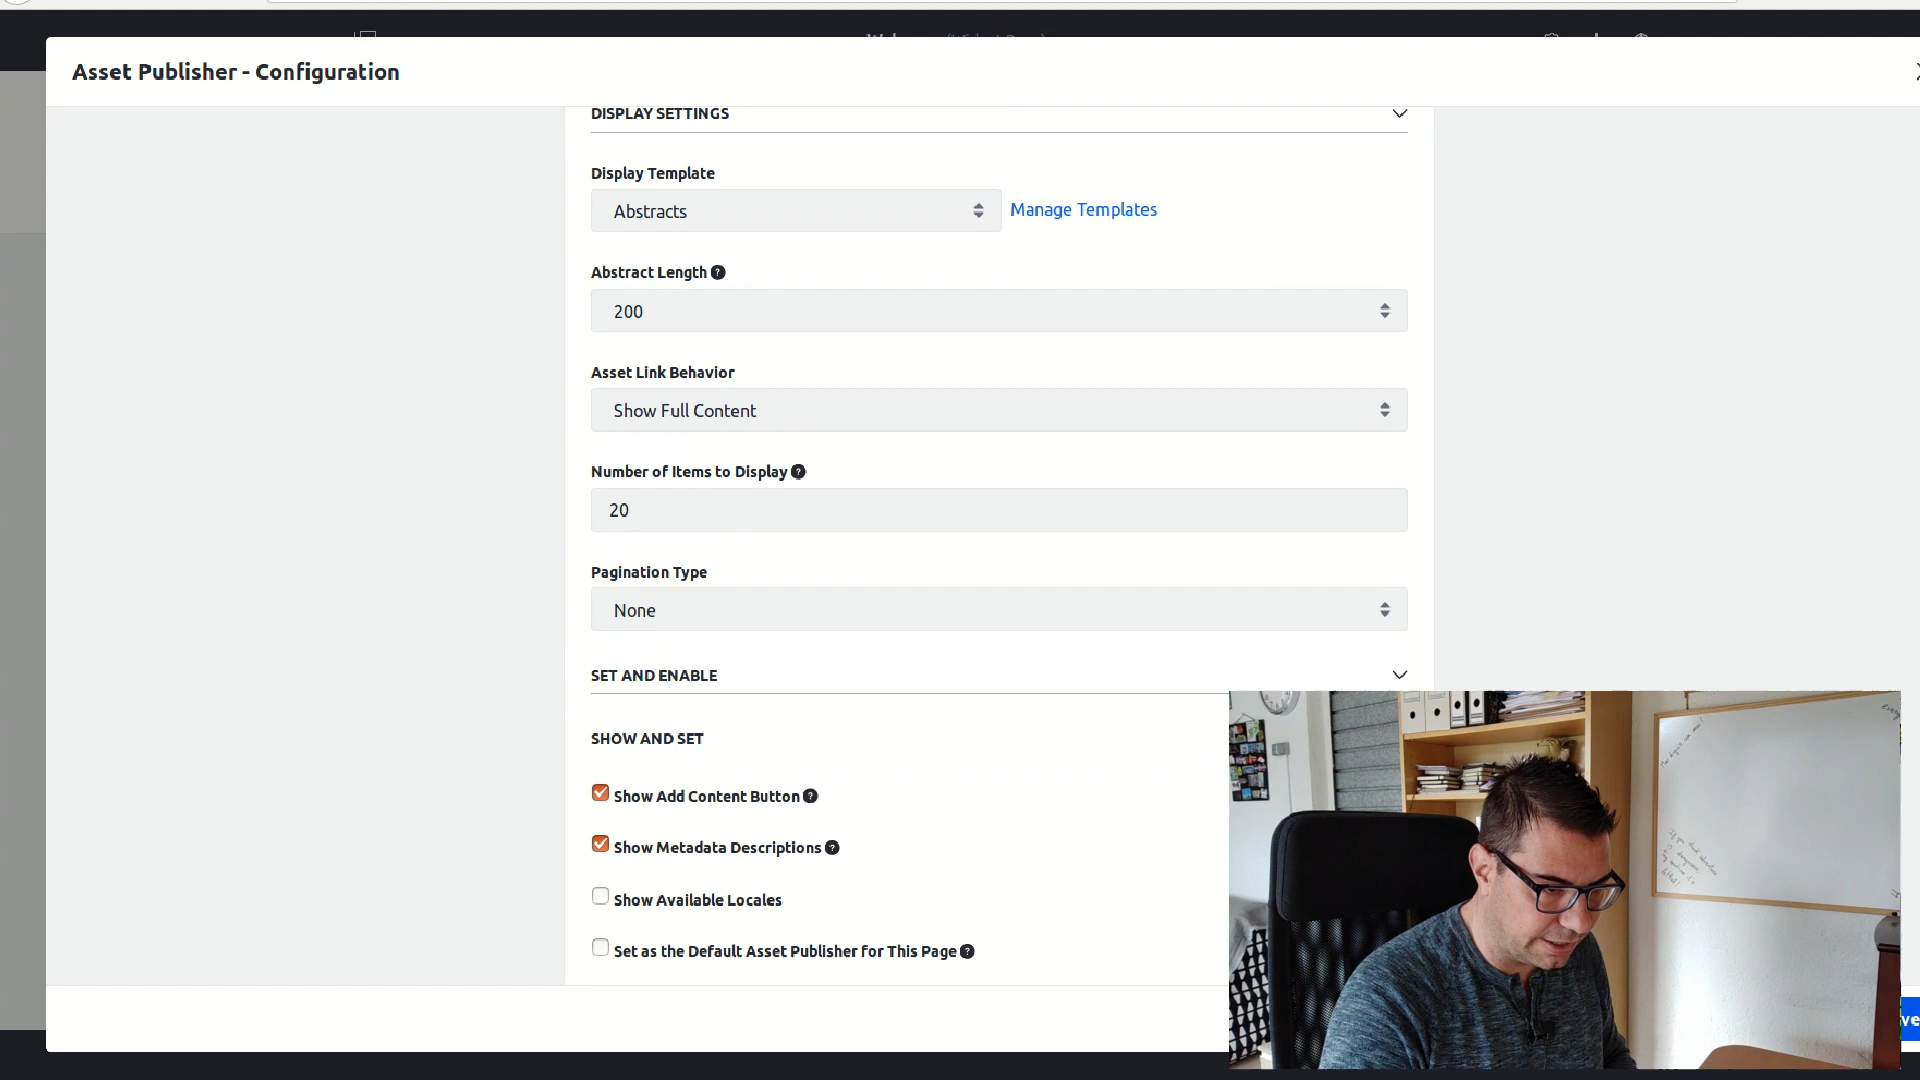 Asset Publisher - Configuration
DISPLAY SETTINGS
Display Template
Abstracts
Manage Templates
Abstract Length
200
Asset Link Behavior
Show Full Content
Number of Items to Display
20
Pagination Type
None
SET AND ENABLE
SHOW AND SET
Show Add Content Button
Show Metadata Descriptions
Show Available Locales
Set as the Default Asset Publisher for This Page